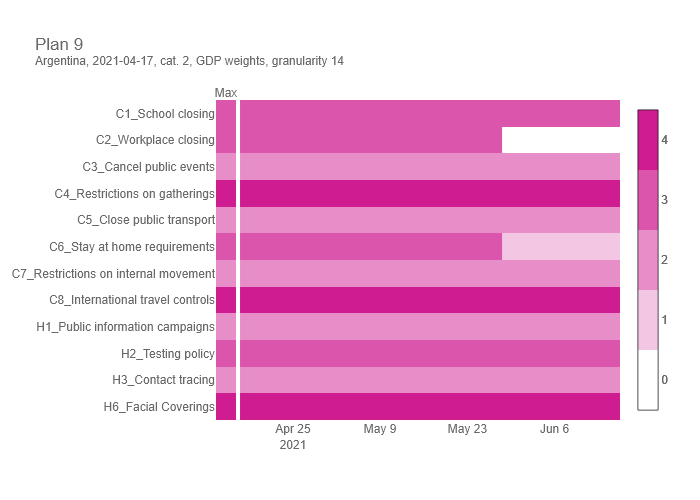 Plan 9
Argentina, 2021-04-17, cat. 2, GDP weights, granularity 14
Max
C1_School closing
C2_Workplace closing
C3_Cancel public events
C4_Restrictions on gatherings
C5_Close public transport
C6_Stay at home requirements
C7_Restrictions on internal movement
C8_International travel controls
H1_Public information campaigns
H2_Testing policy
H3_Contact tracing
H6_Facial Coverings
Apr 25 May 9 May 23 Jun 6
2021
4
3
2
1
0